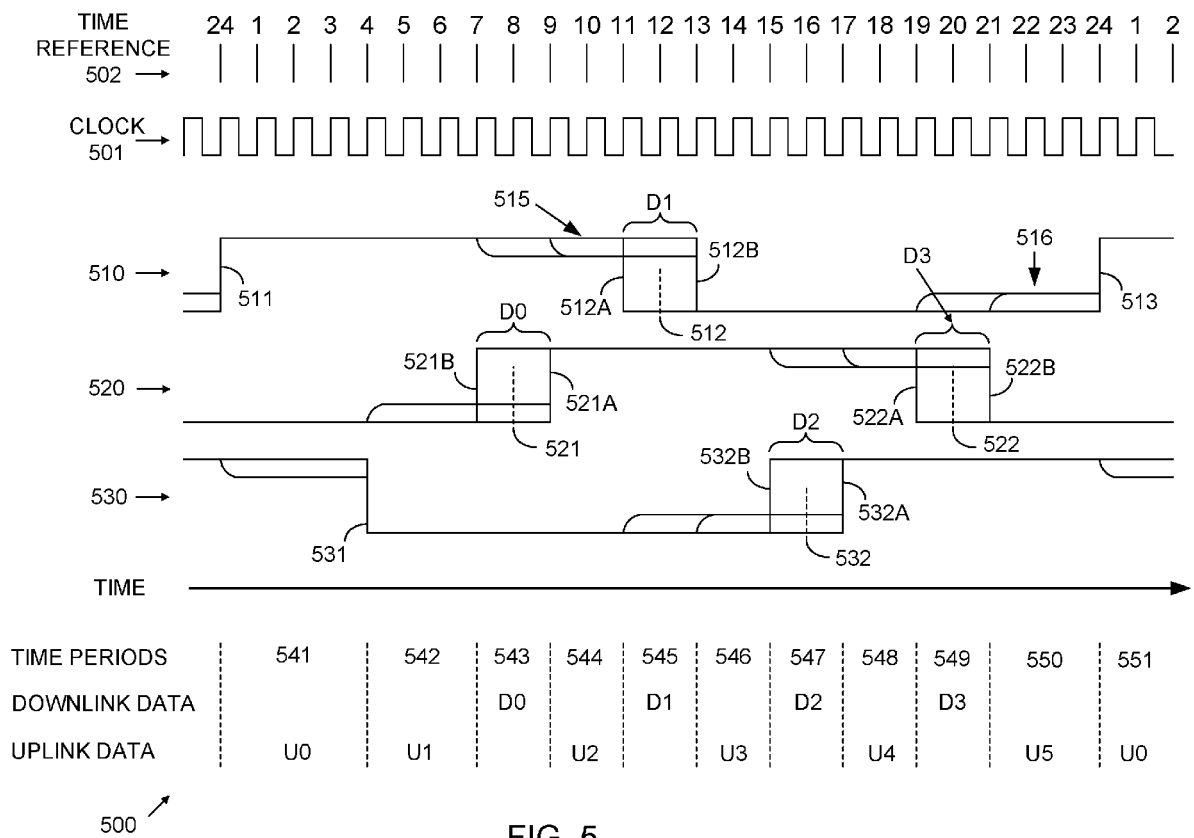 TIME 24 1 2 3 4 5 6 7 8 9 10 11 12 13 14 15 16 17 18 19 20 21 22 23 24 1 2
REFERENCE
502
CLOCK
501
515 D1 516
512B D3
510 511 512A 513
D0 512
521B 522B
520 521A 522A
521 D2 522
532B
530 532A
531 532
TIME
TIME PERIODS 541 542 543 544 545 546 547 548 549 550 551
DOWNLINK DATA D0 D1 D2 D3
UPLINK DATA U0 U1 U2 U3 U4 U5 U0
500
FIG. 5